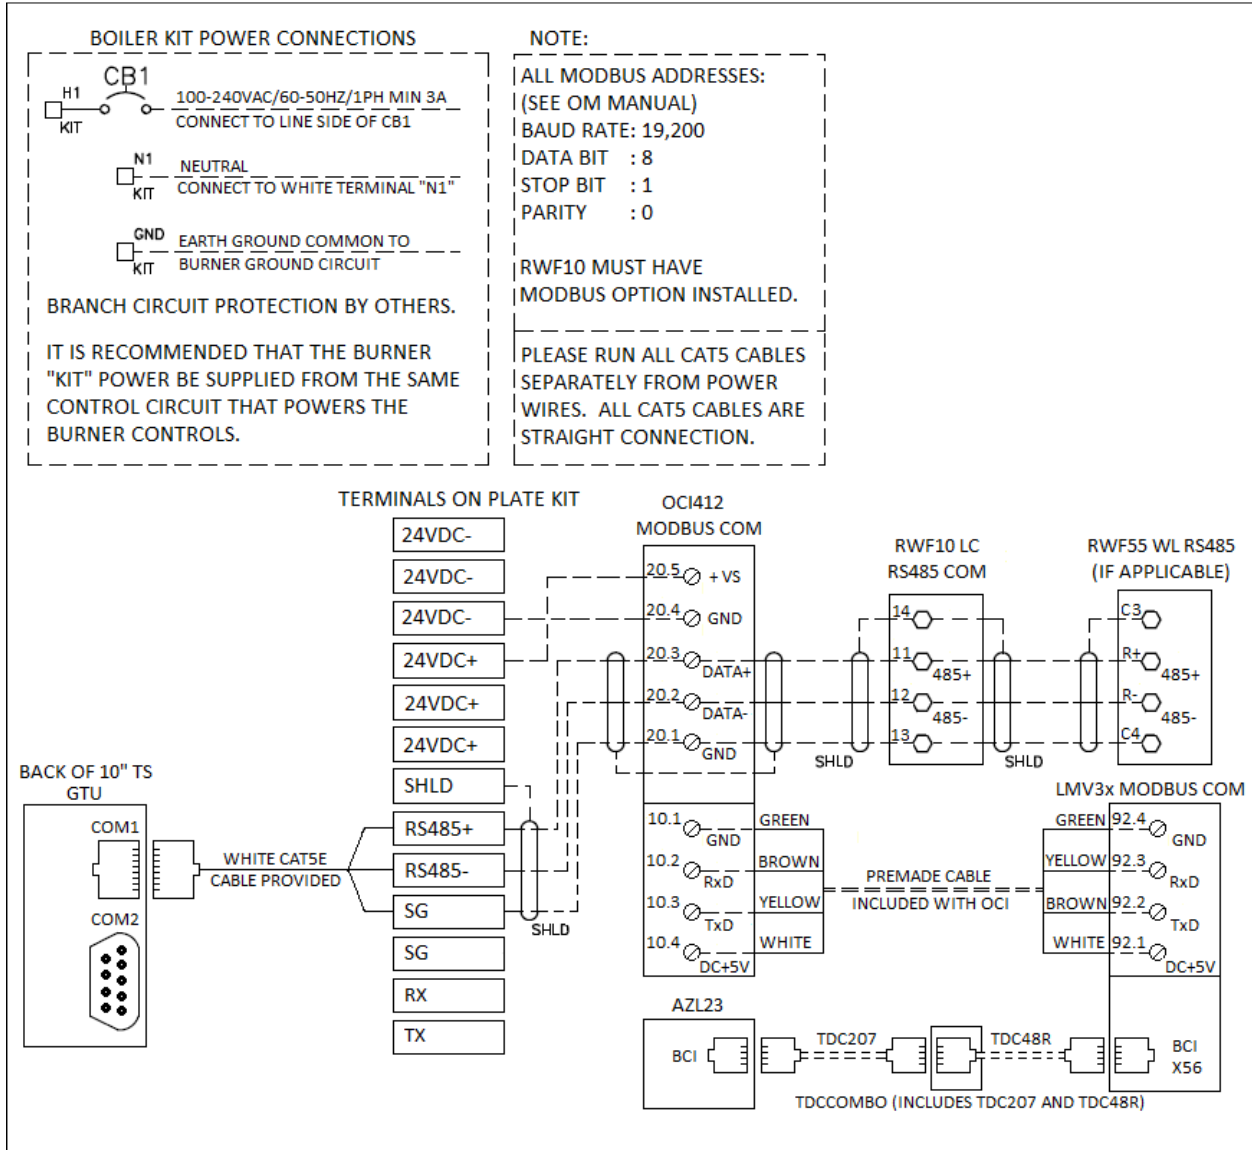 BOILER KIT POWER CONNECTIONS
CB1
H1
KIT
100-240VAC/60-50HZ/1PH MIN 3A
CONNECT TO LINE SIDE OF CB1
N1
KIT
NEUTRAL
CONNECT TO WHITE TERMINAL "N1"
GND
KIT
EARTH GROUND COMMON TO
BURNER GROUND CIRCUIT
BRANCH CIRCUIT PROTECTION BY OTHERS.
IT IS RECOMMENDED THAT THE BURNER
"KIT" POWER BE SUPPLIED FROM THE SAME
CONTROL CIRCUIT THAT POWERS THE
BURNER CONTROLS.
NOTE:
ALL MODBUS ADDRESSES:
(SEE OM MANUAL)
BAUD RATE: 19,200
DATA BIT : 8
STOP BIT : 1
PARITY : 0
RWF10 MUST HAVE
MODBUS OPTION INSTALLED.
PLEASE RUN ALL CAT5 CABLES
SEPARATELY FROM POWER
WIRES. ALL CAT5 CABLES ARE
STRAIGHT CONNECTION.
TERMINALS ON PLATE KIT
24VDC-
24VDC-
24VDC-
24VDC+
24VDC+
24VDC+
SHLD
RS485+
RS485-
SG
SG
RX
TX
SHLD
BACK OF 10" TS
GTU
COM1
COM2
WHITE CAT5E
CABLE PROVIDED
OCI412
MODBUS COM
20.5 + VS
20.4 GND
20.3 DATA+
20.2 DATA-
20.1 GND
10.1 GND
10.2 RxD
10.3 TxD
10.4 DC+5V
GREEN
BROWN
YELLOW
WHITE
PREMADE CABLE
INCLUDED WITH OCI
RWF10 LC
RS485 COM
14
11 485+
12 485-
13
SHLD
SHLD
RWF55 WL RS485
(IF APPLICABLE)
C3
R+ 485+
R- 485-
C4
LMV3x MODBUS COM
GREEN 92.4 GND
YELLOW 92.3 RxD
BROWN 92.2 TxD
WHITE 92.1 DC+5V
BCI
X56
AZL23
BCI
TDC207
TDC48R
TDCCOMBO (INCLUDES TDC207 AND TDC48R)